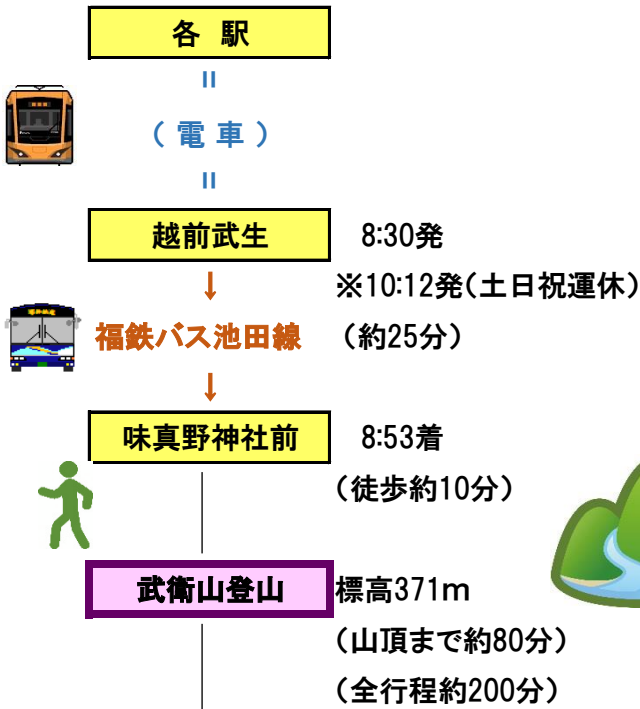 各 駅
=
( 電 車 )
=
越前武生 8:30発
↓ ※10:12発(土日祝運休)
福鉄バス池田線 (約25分)
↓
味真野神社前 8:53着
(徒歩約10分)
武衛山登山 標高371m
(山頂まで約80分)
(全行程約200分)